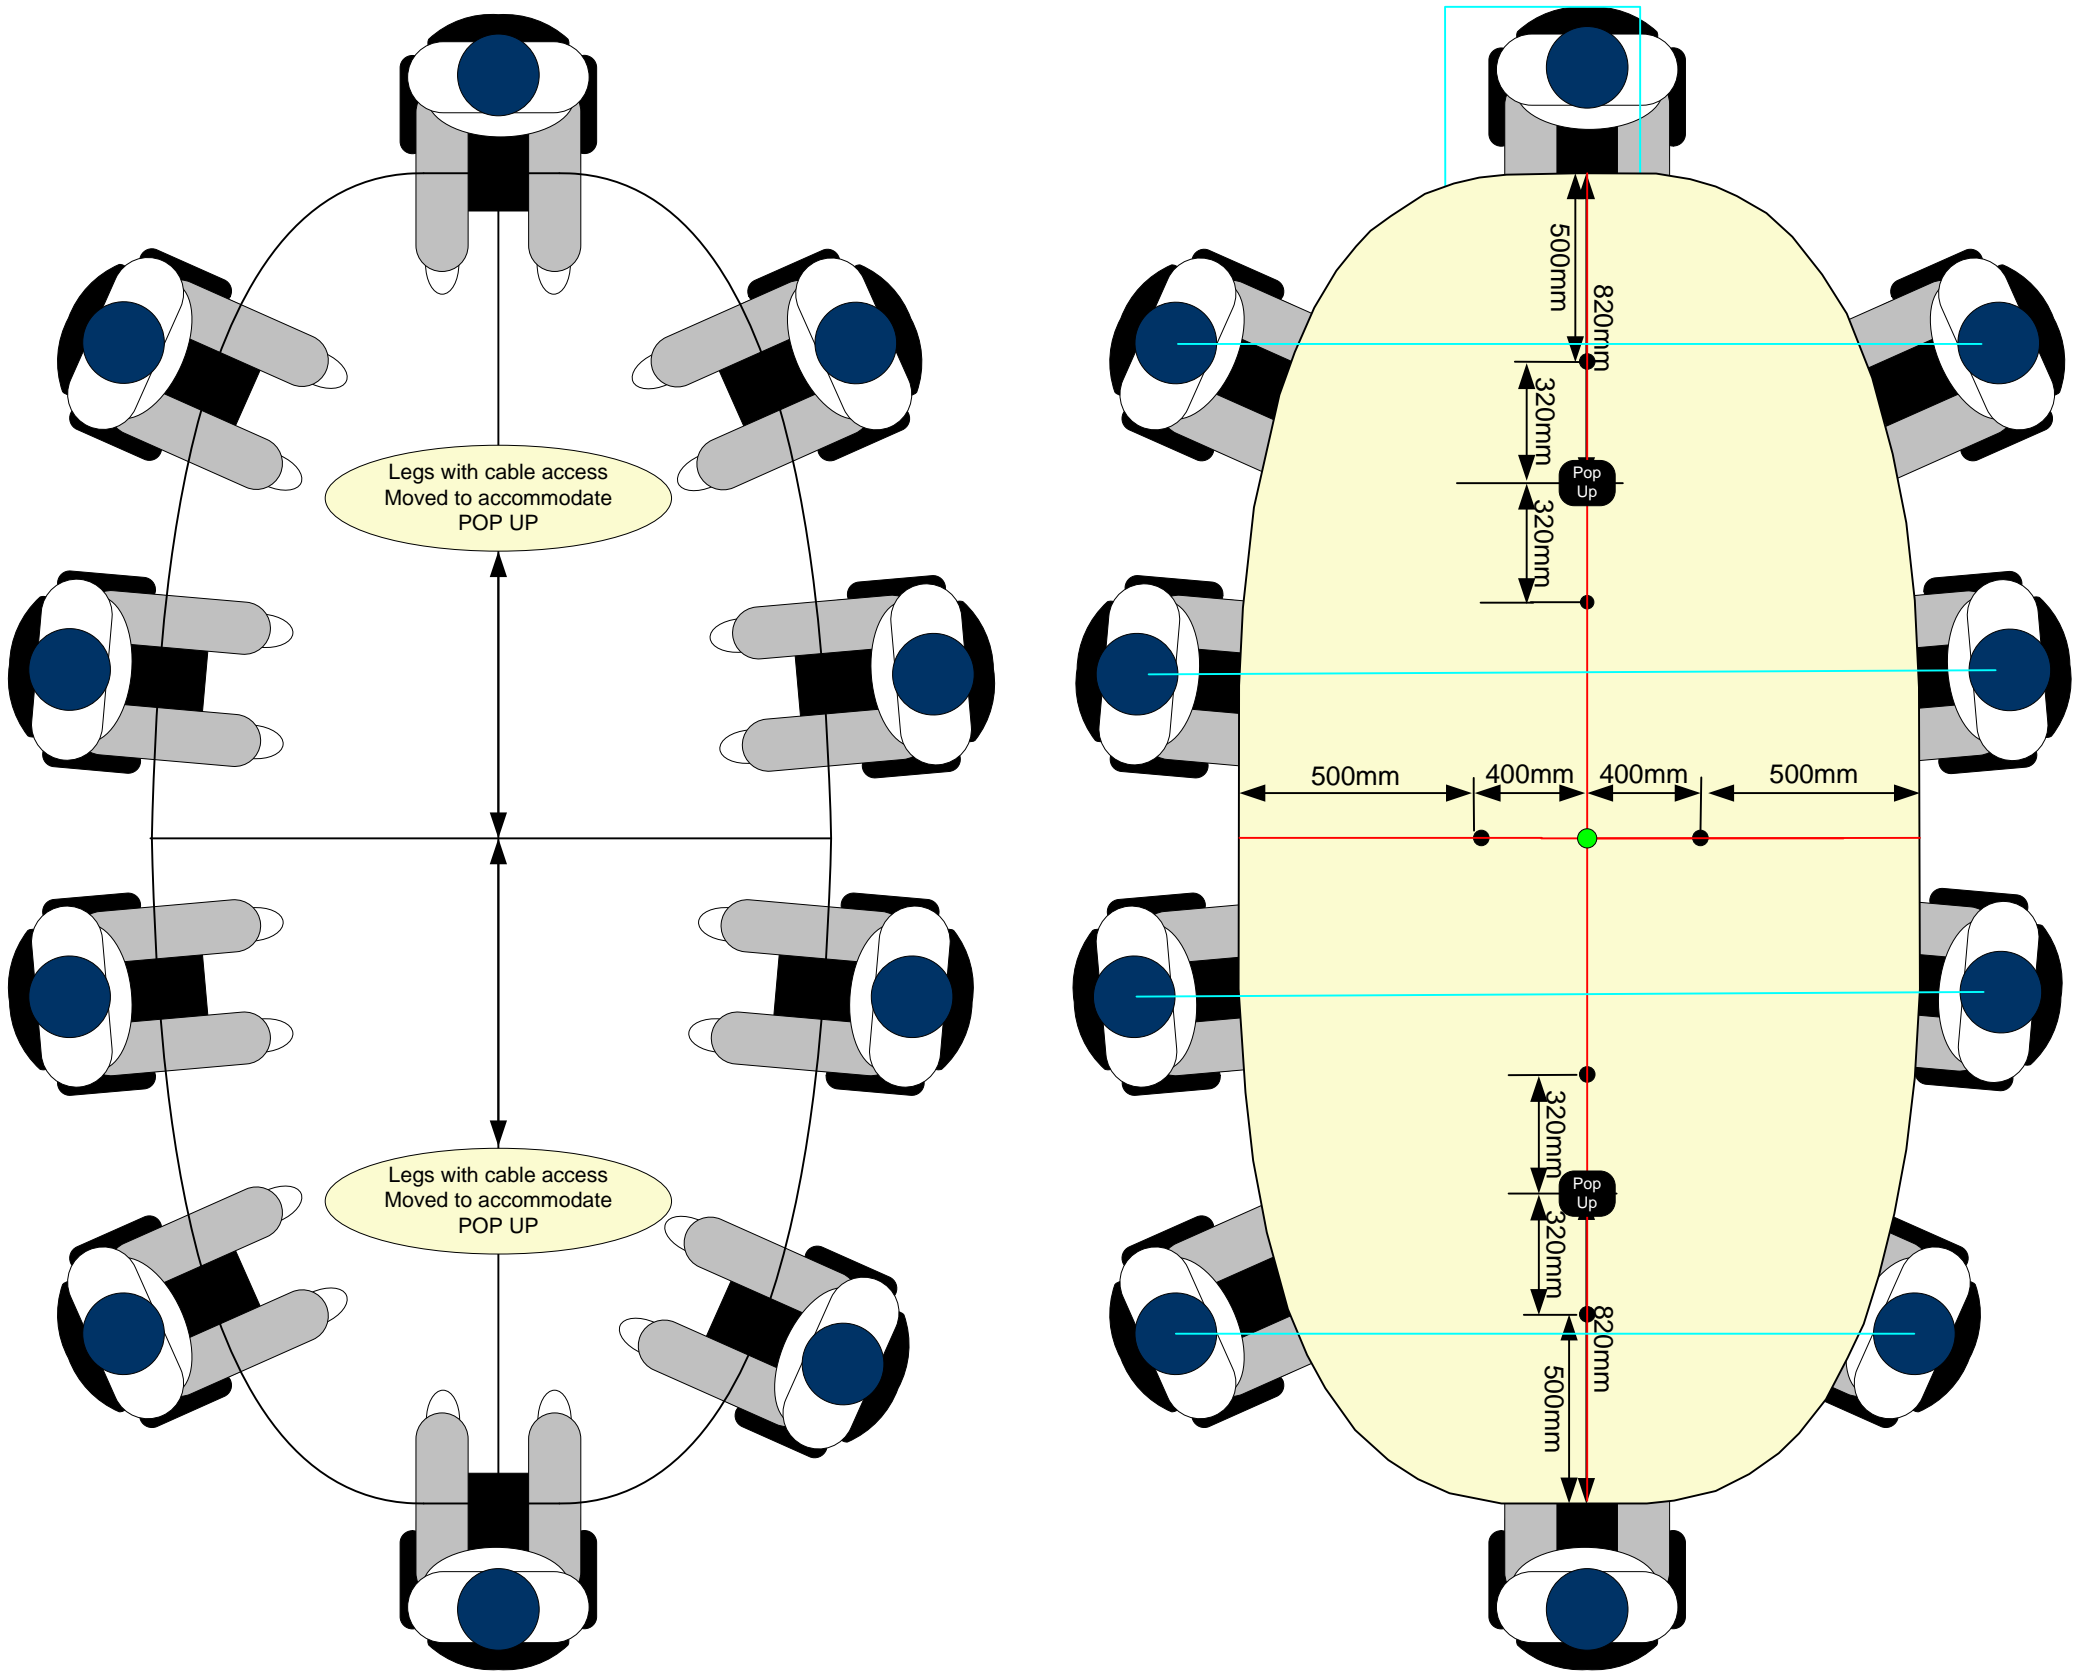 Legs with cable access
Moved to accommodate
POP UP
Legs with cable access
Moved to accommodate
POP UP
500mm
820mm
320mm
Pop
Up
320mm
500mm
400mm
400mm
500mm
320mm
Pop
Up
320mm
820mm
500mm